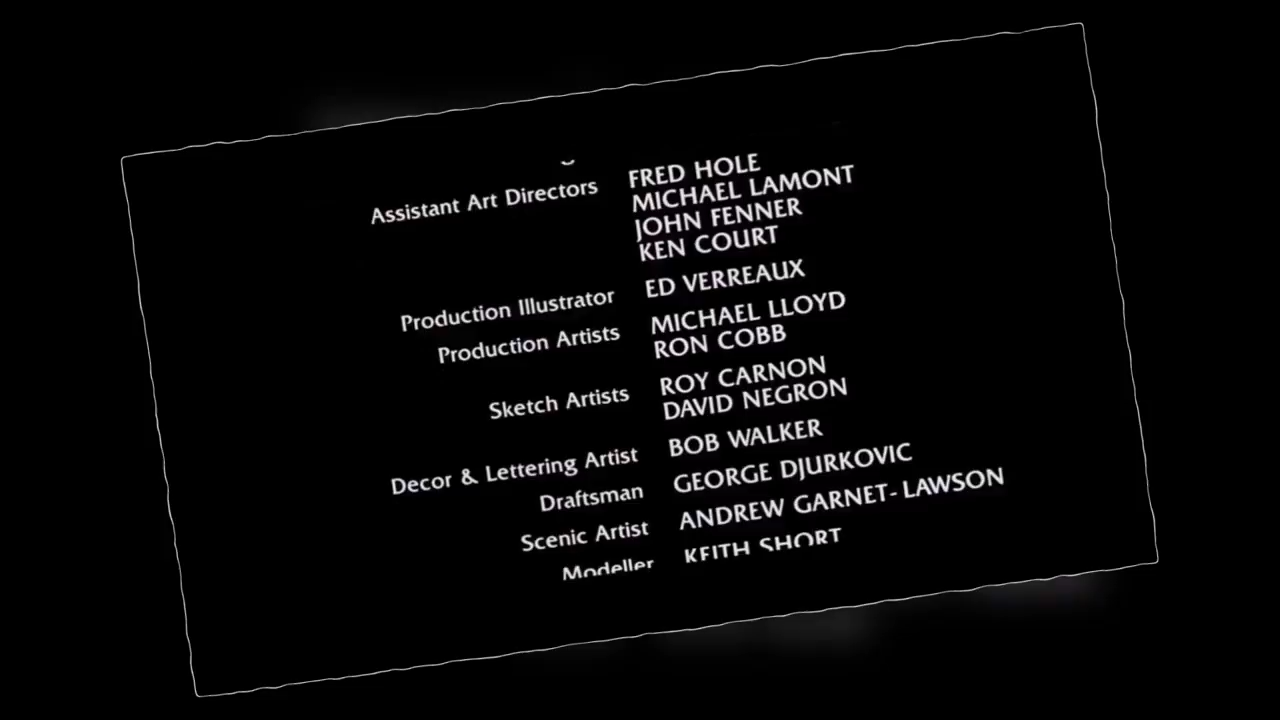 Assistant Art Directors FRED HOLE
MICHAEL LAMONT
JOHN FENNER
KEN COURT
Production Illustrator ED VERREAUX
Production Artists MICHAEL LLOYD
RON COBB
Sketch Artists ROY CARNON
DAVID NEGRON
Decor & Lettering Artist BOB WALKER
Draftsman GEORGE DJURKOVIC
Scenic Artist ANDREW GARNET-LAWSON
Modeller KEITH SHORT